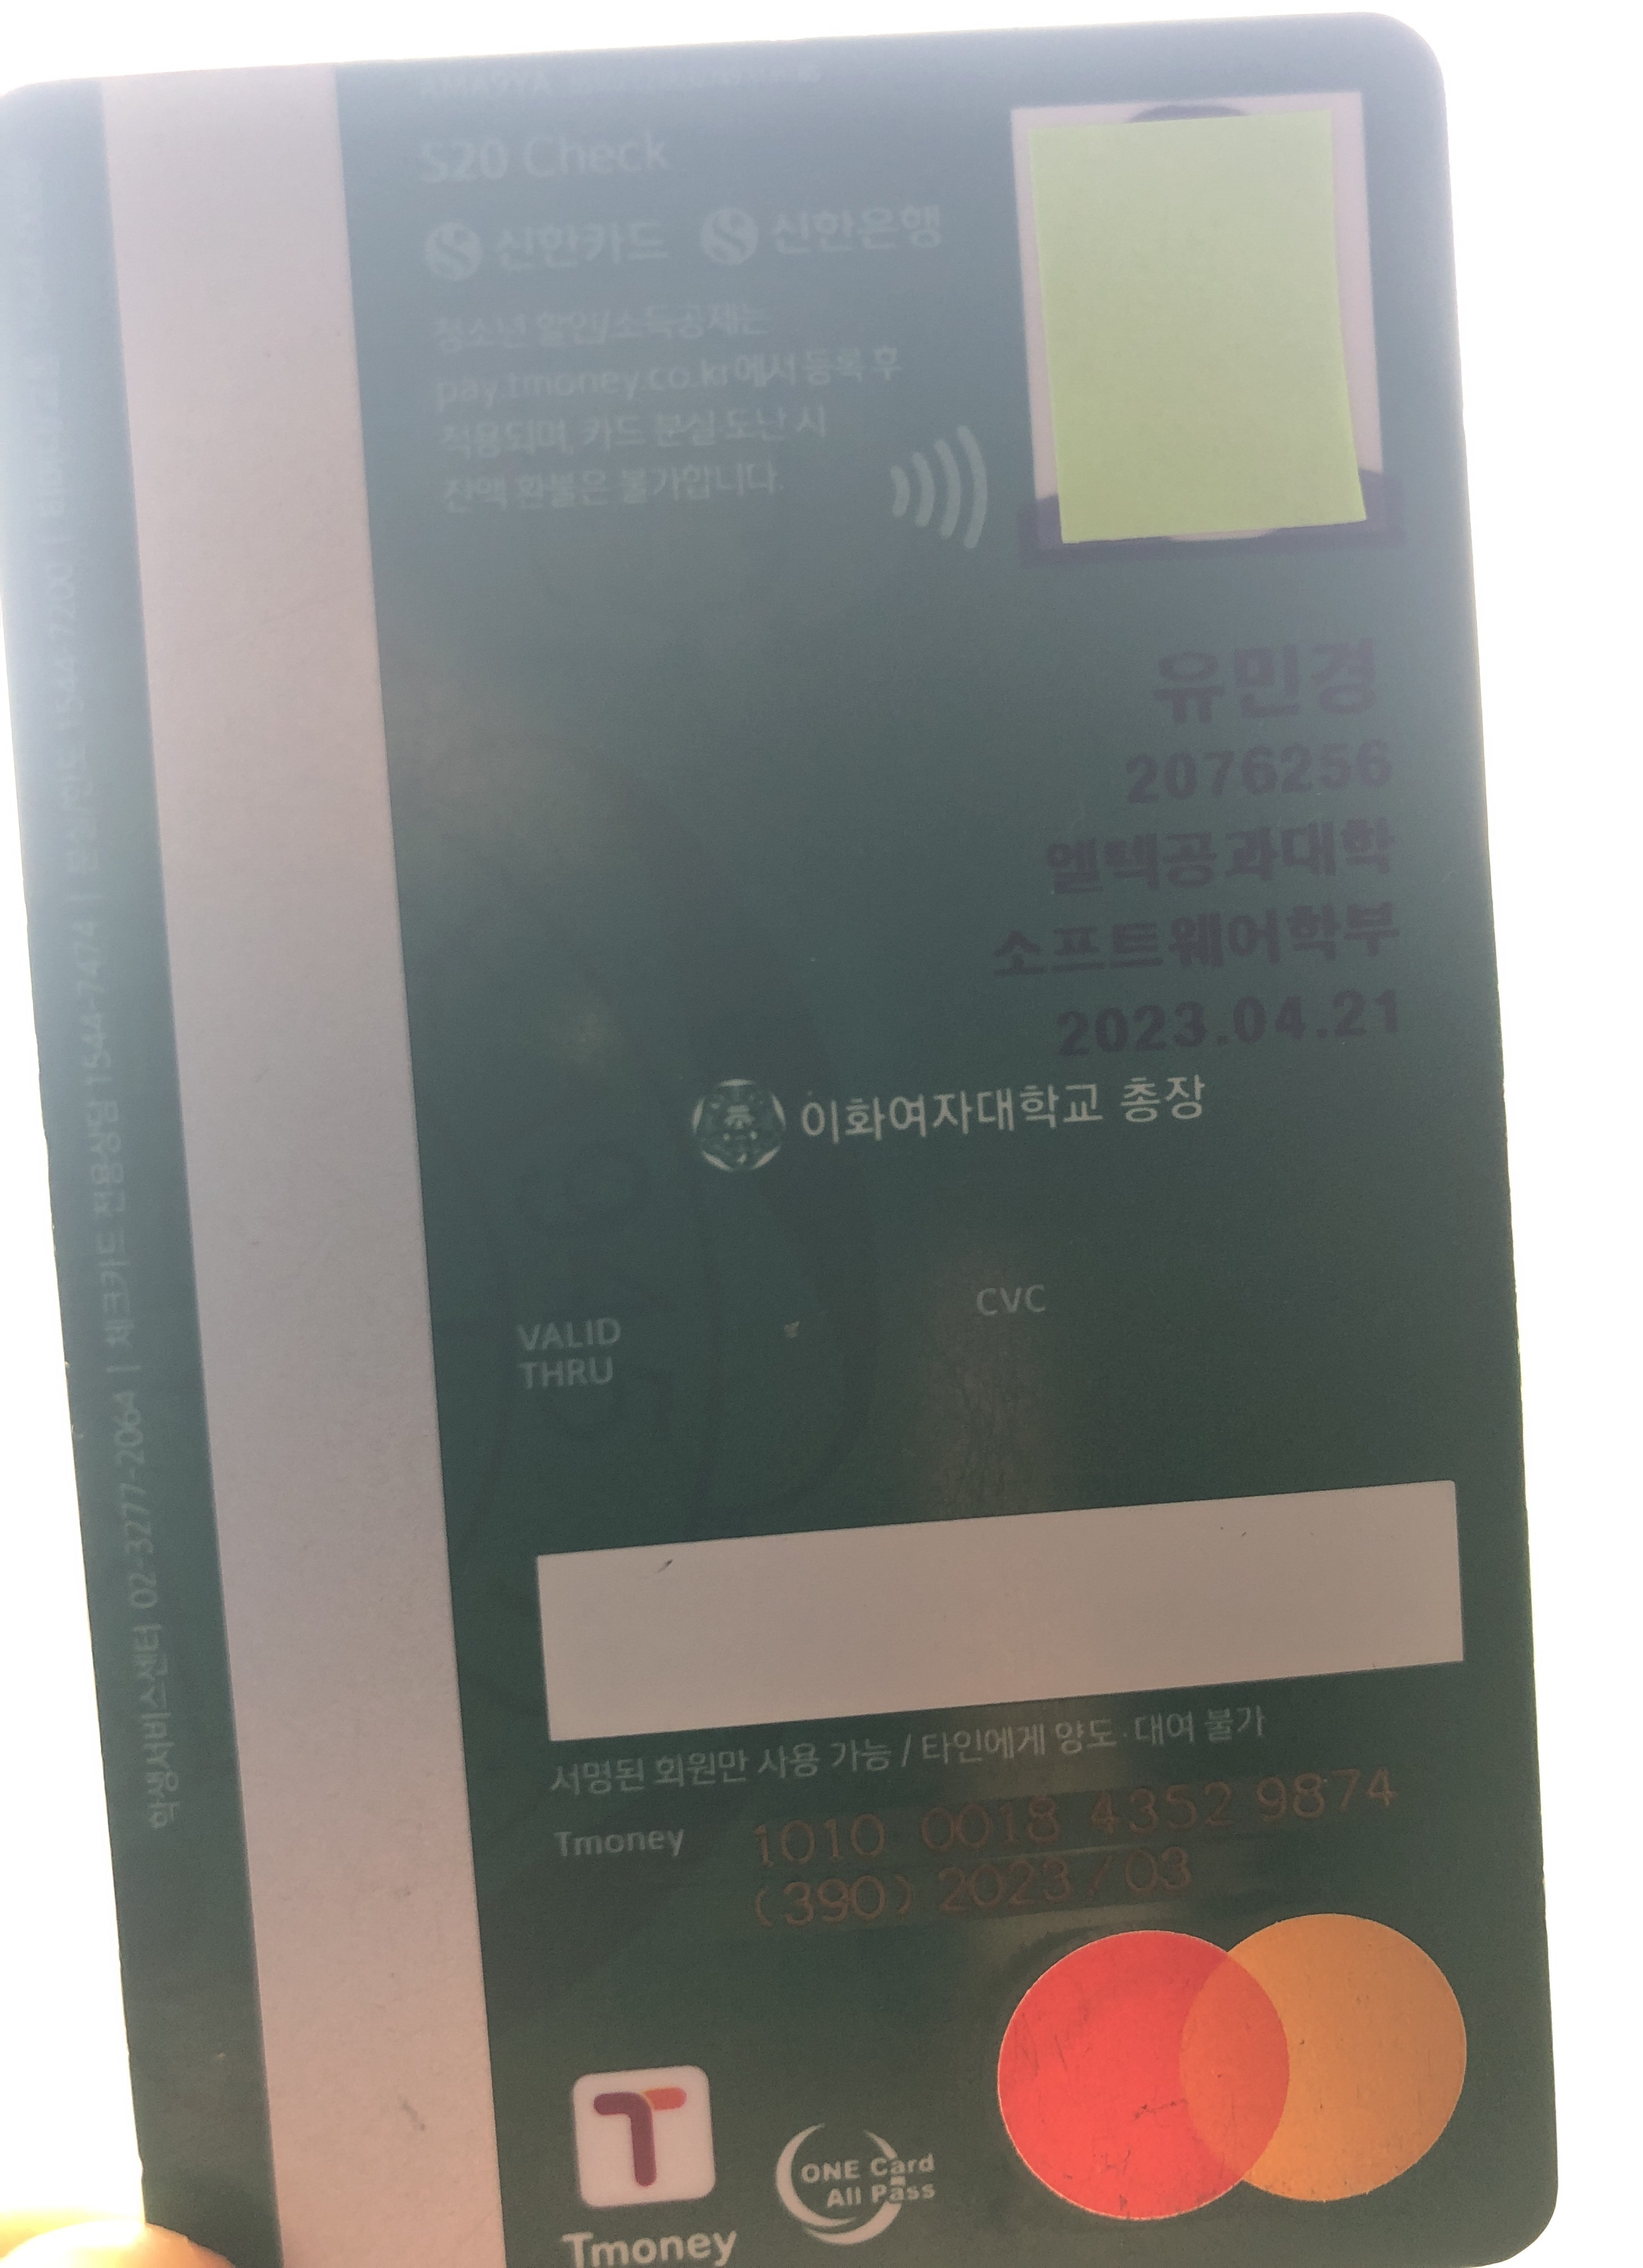 S20 Check
신한카드 신한은행
청소년 할인/소득공제는
pay.tmoney.co.kr에서 등록 후
적용되며, 카드 분실·도난 시
잔액 환불은 불가합니다.
유민경
2076256
엘텍공과대학
소프트웨어학부
2023.04.21
이화여자대학교 총장
CVC
VALID
THRU
서명된 회원만 사용 가능 / 타인에게 양도·대여 불가
Tmoney 1010 0018 4352 9874
(390) 2023/03
Tmoney
ONE Card
All Pass
학생서비스센터 02-3277-2064 | 체크카드 전용상담 1544-7474 | 분실/인도 1544-7200 |